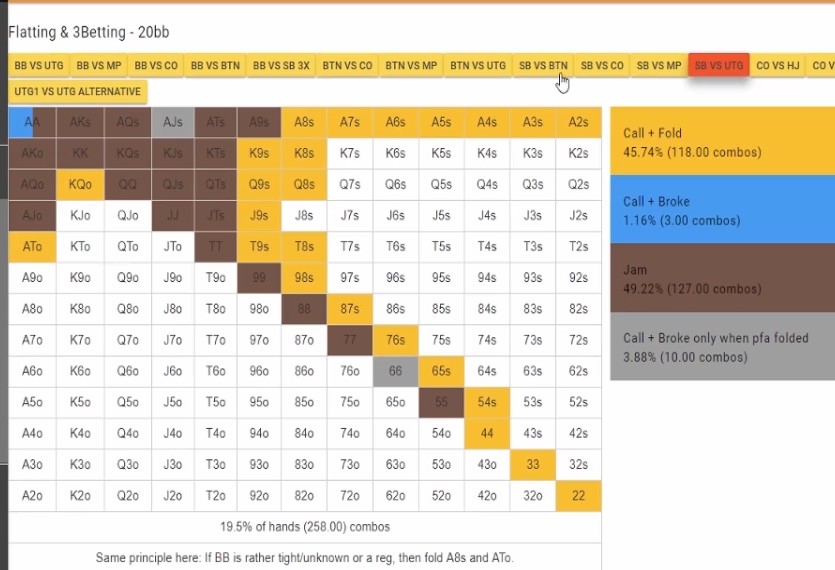 Flatting & 3Betting - 20bb
BB VS UTG BB VS MP BB VS CO BB VS BTN BB VS SB 3X BTN VS CO BTN VS MP BTN VS UTG SB VS BTN SB VS CO SB VS MP SB VS UTG CO VS HJ CO V
UTG1 VS UTG ALTERNATIVE
AA AKs AQs AJs ATs A9s A8s A7s A6s A5s A4s A3s A2s
AKo KK KQs KJs KTs K9s K8s K7s K6s K5s K4s K3s K2s
AQo KQo QQ QJs QTs Q9s Q8s Q7s Q6s Q5s Q4s Q3s Q2s
AJo KJo QJo JJ JTs J9s J8s J7s J6s J5s J4s J3s J2s
ATo KTo QTo JTo TT T9s T8s T7s T6s T5s T4s T3s T2s
A9o K9o Q9o J9o T9o 99 98s 97s 96s 95s 94s 93s 92s
A8o K8o Q8o J8o T8o 98o 88 87s 86s 85s 84s 83s 82s
A7o K7o Q7o J7o T7o 97o 87o 77 76s 75s 74s 73s 72s
A6o K6o Q6o J6o T6o 96o 86o 76o 66 65s 64s 63s 62s
A5o K5o Q5o J5o T5o 95o 85o 75o 65o 55 54s 53s 52s
A4o K4o Q4o J4o T4o 94o 84o 74o 64o 54o 44 43s 42s
A3o K3o Q3o J3o T3o 93o 83o 73o 63o 53o 43o 33 32s
A2o K2o Q2o J2o T2o 92o 82o 72o 62o 52o 42o 32o 22
19.5% of hands (258.00) combos
Same principle here: If BB is rather tight/unknown or a reg, then fold A8s and ATo.
Call + Fold
45.74% (118.00 combos)
Call + Broke
1.16% (3.00 combos)
Jam
49.22% (127.00 combos)
Call + Broke only when pfa folded
3.88% (10.00 combos)